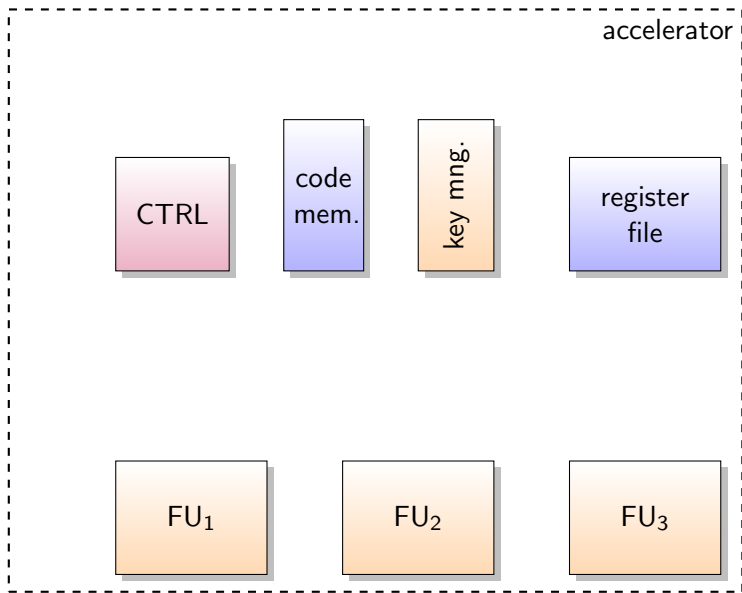 accelerator
CTRL
code
mem.
key mng.
register
file
FU₁
FU₂
FU₃